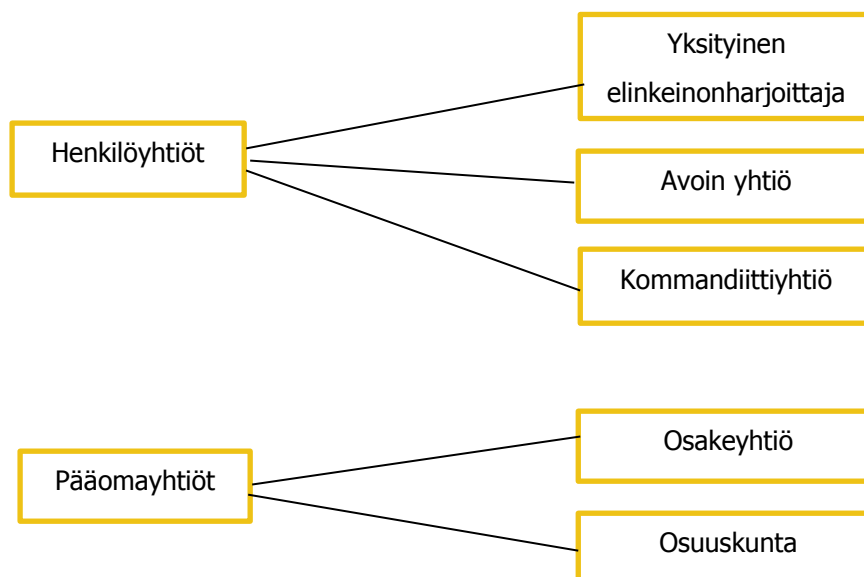 Henkilöyhtiöt
Yksityinen
elinkeinonharjoittaja
Avoin yhtiö
Kommandiittiyhtiö
Pääomayhtiöt
Osakeyhtiö
Osuuskunta